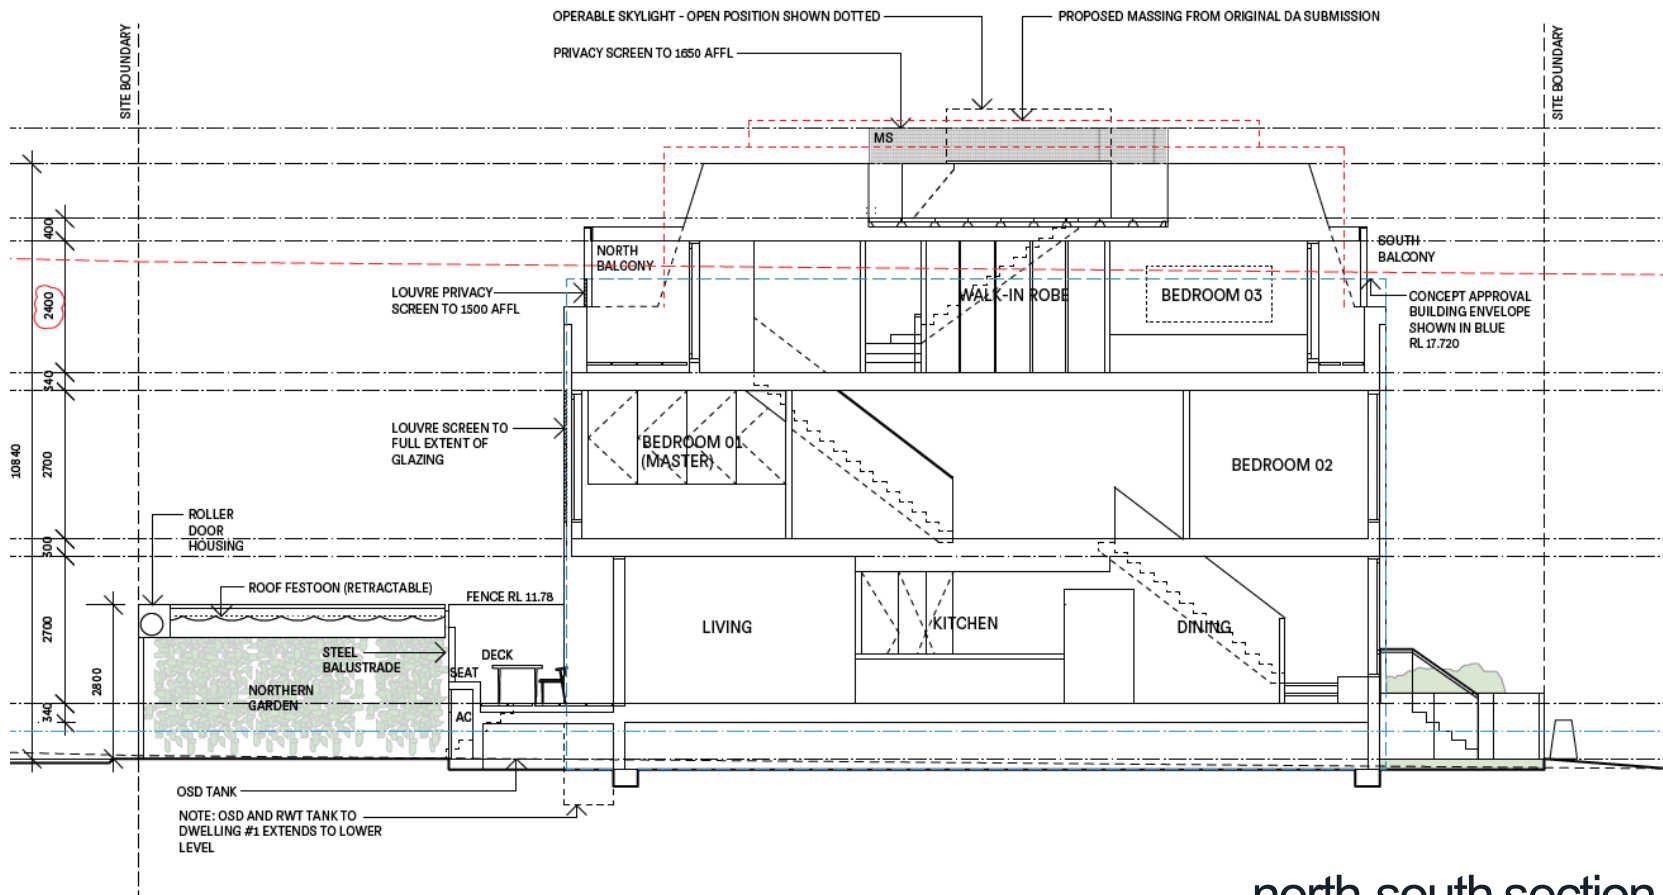 OPERABLE SKYLIGHT - OPEN POSITION SHOWN DOTTED
PROPOSED MASSING FROM ORIGINAL DA SUBMISSION
PRIVACY SCREEN TO 1650 AFFL
SITE BOUNDARY
SITE BOUNDARY
MS
400
NORTH
BALCONY
SOUTH
BALCONY
LOUVRE PRIVACY
SCREEN TO 1500 AFFL
2400
WALK-IN ROBE
BEDROOM 03
CONCEPT APPROVAL
BUILDING ENVELOPE
SHOWN IN BLUE
RL 17.720
340
LOUVRE SCREEN TO
FULL EXTENT OF
GLAZING
BEDROOM 01
(MASTER)
BEDROOM 02
10840
2700
ROLLER
DOOR
HOUSING
300
ROOF FESTOON (RETRACTABLE)
FENCE RL 11.78
2700
LIVING
KITCHEN
DINING
STEEL
BALUSTRADE
DECK
SEAT
2800
NORTHERN
GARDEN
340
AC
OSD TANK
NOTE: OSD AND RWT TANK TO
DWELLING #1 EXTENDS TO LOWER
LEVEL
north-south section